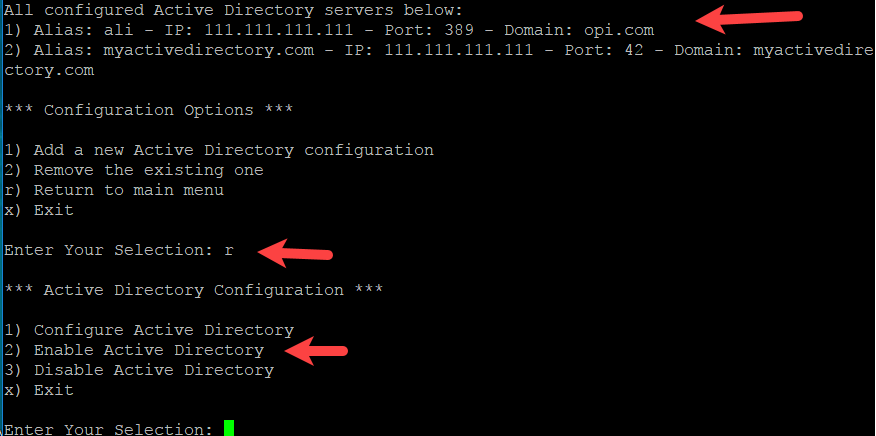 All configured Active Directory servers below:
1) Alias: ali - IP: 111.111.111.111 - Port: 389 - Domain: opi.com
2) Alias: myactivedirectory.com - IP: 111.111.111.111 - Port: 42 - Domain: myactivedire
ctory.com
*** Configuration Options ***
1) Add a new Active Directory configuration
2) Remove the existing one
r) Return to main menu
x) Exit
Enter Your Selection: r
*** Active Directory Configuration ***
1) Configure Active Directory
2) Enable Active Directory
3) Disable Active Directory
x) Exit
Enter Your Selection: